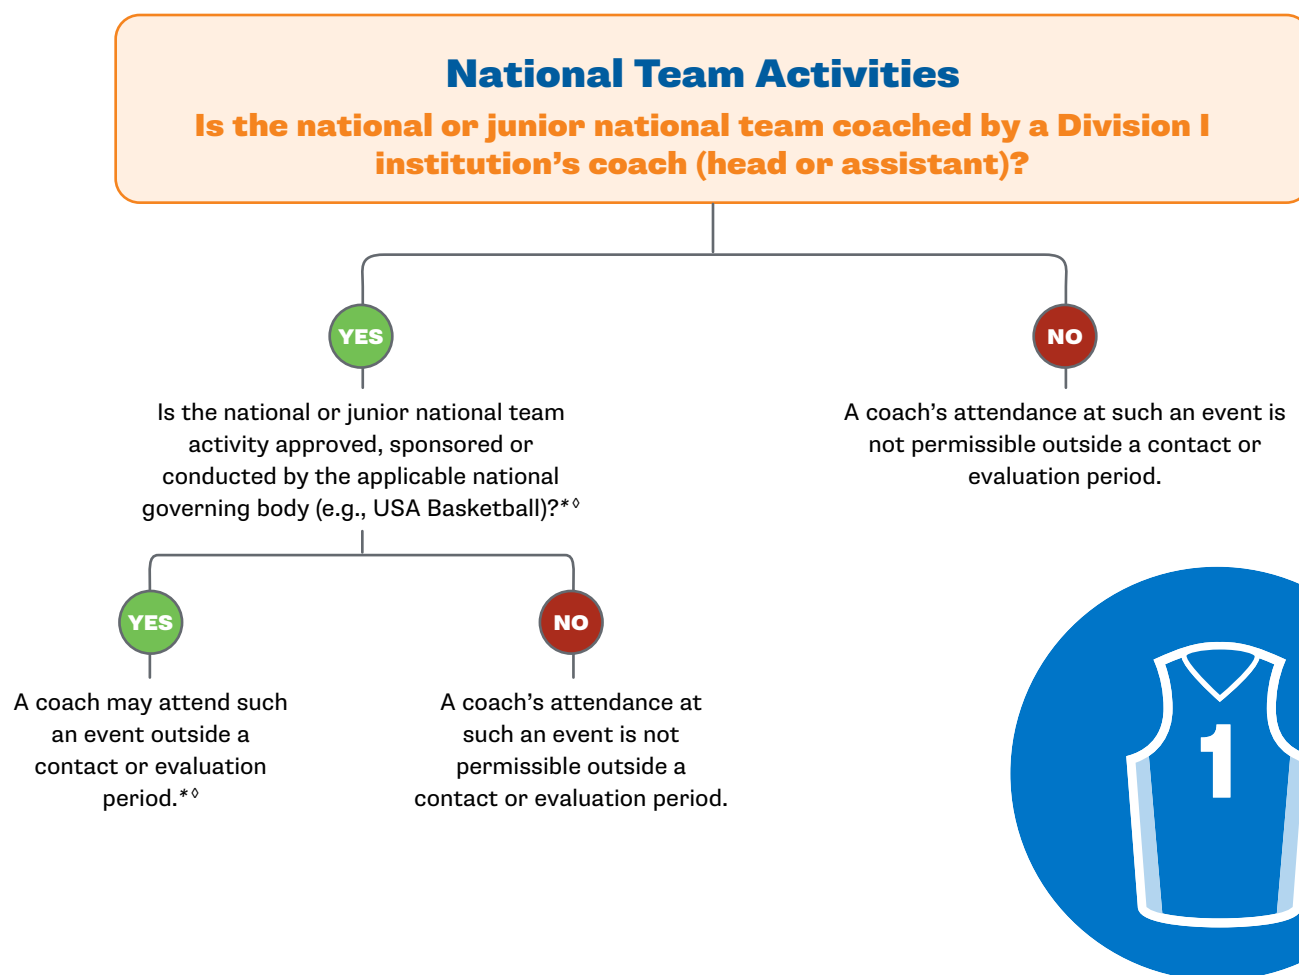 National Team Activities
Is the national or junior national team coached by a Division I
institution’s coach (head or assistant)?
YES
NO
Is the national or junior national team
activity approved, sponsored or
conducted by the applicable national
governing body (e.g., USA Basketball)?*◊
A coach’s attendance at such an event is
not permissible outside a contact or
evaluation period.
YES
NO
A coach may attend such
an event outside a
contact or evaluation
period.*◊
A coach’s attendance at
such an event is not
permissible outside a
contact or evaluation period.
1